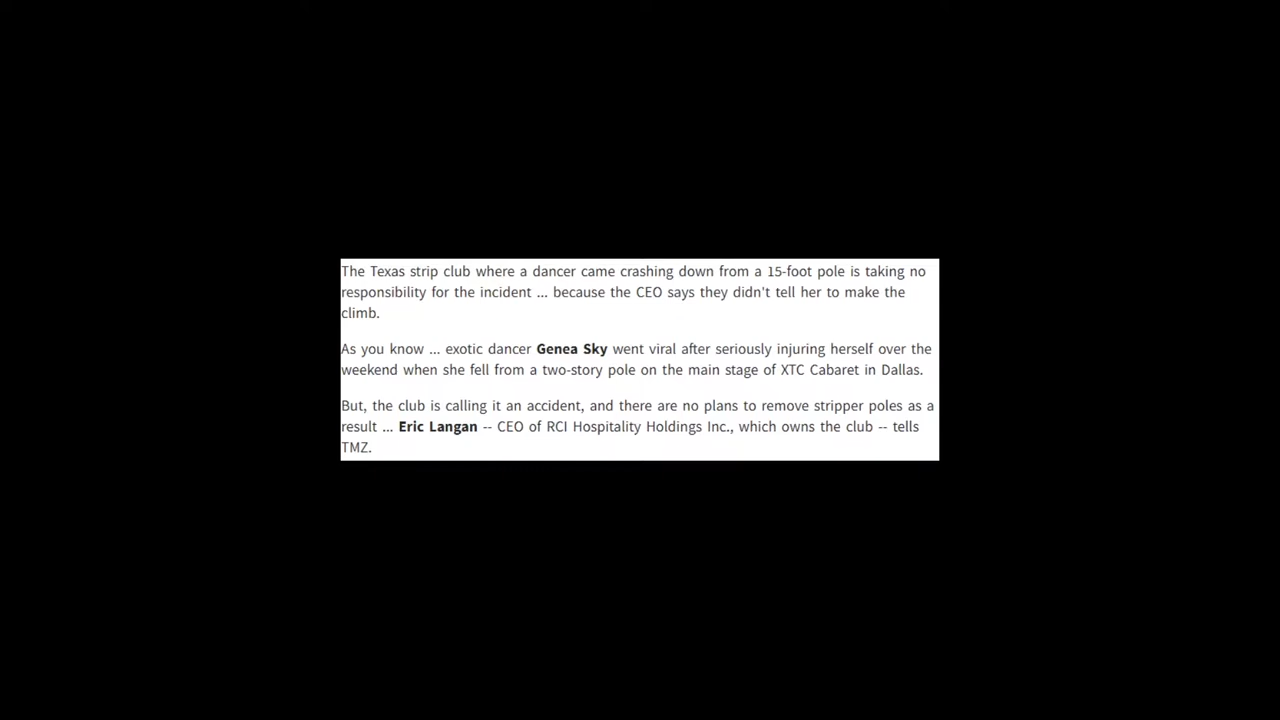 The Texas strip club where a dancer came crashing down from a 15-foot pole is taking no
responsibility for the incident ... because the CEO says they didn't tell her to make the
climb.
As you know ... exotic dancer Genea Sky went viral after seriously injuring herself over the
weekend when she fell from a two-story pole on the main stage of XTC Cabaret in Dallas.
But, the club is calling it an accident, and there are no plans to remove stripper poles as a
result ... Eric Langan -- CEO of RCI Hospitality Holdings Inc., which owns the club -- tells
TMZ.